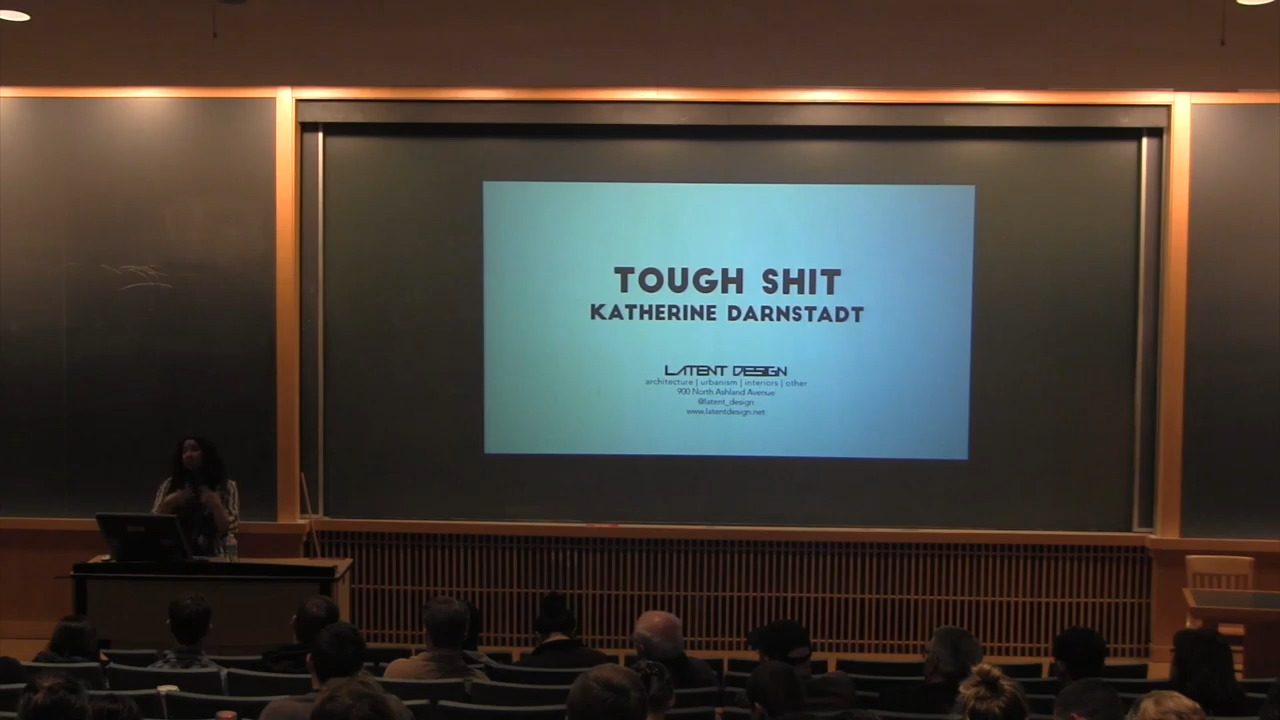 TOUGH SHIT
KATHERINE DARNSTADT
LATENT DESIGN
architecture | urbanism | interiors | other
900 North Ashland Avenue
@latent_design
www.latentdesign.net